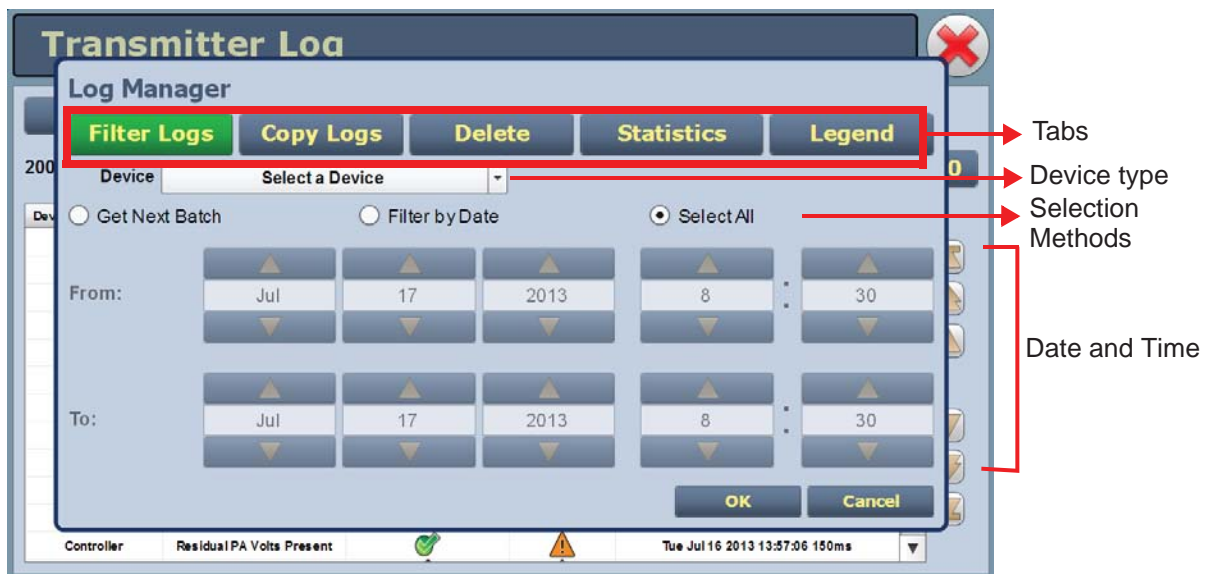 Transmitter Log
Log Manager
Filter Logs Copy Logs Delete Statistics Legend
Tabs
200
Device Select a Device
0
Device type
Dev
Get Next Batch Filter by Date Select All
Selection
Methods
From: Jul 17 2013 8 : 30
Date and Time
To: Jul 17 2013 8 : 30
OK Cancel
Controller Residual PA Volts Present Tue Jul 16 2013 13:57:06 150ms